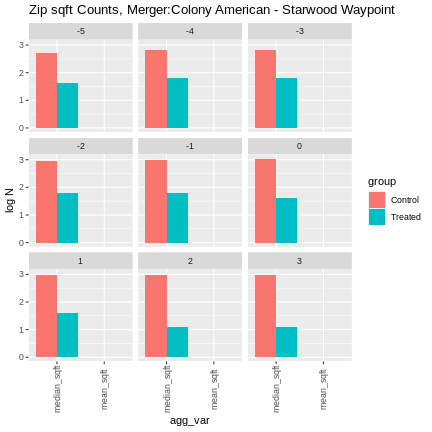 Zip sqft Counts, Merger:Colony American - Starwood Waypoint
-5
-4
-3
3
2
1
0
-2
-1
0
3
2
1
0
1
2
3
3
2
1
0
log N
median_sqft
mean_sqft
median_sqft
mean_sqft
median_sqft
mean_sqft
agg_var
group
Control
Treated